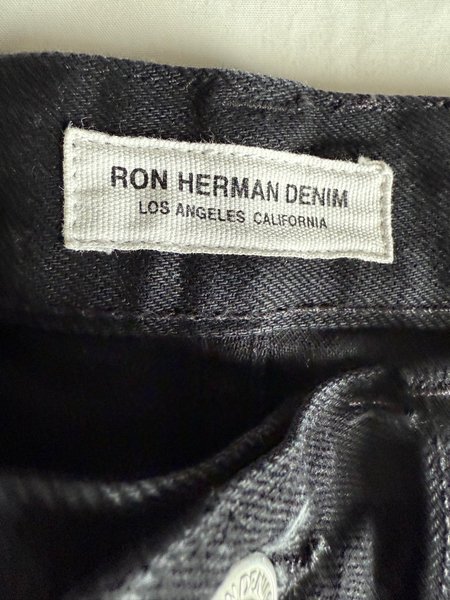 RON HERMAN DENIM
LOS ANGELES CALIFORNIA